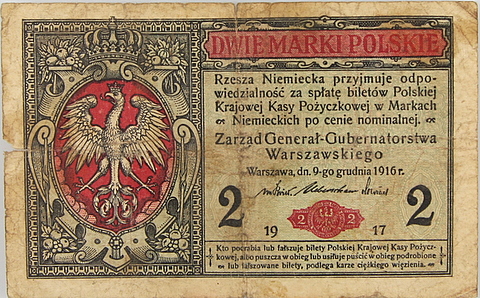 DWIE MARKI POLSKIE
Rzesza Niemiecka przyjmuje odpo-
wiedzialność za spłatę biletów Polskiej
Krajowej Kasy Pożyczkowej w Markach
Niemieckich po cenie nominalnej.
Zarząd Generał-Gubernatorstwa
Warszawskiego
Warszawa, dn. 9-go grudnia 1916 r.
2 2
19 17
Kto podrabia lub fałszuje bilety Polskiej Krajowej Kasy Pożycz-
kowej, albo puszcza w obieg lub usiłuje puścić w obieg podrobione
lub fałszowane bilety, podlega karze ciężkiego więzienia.